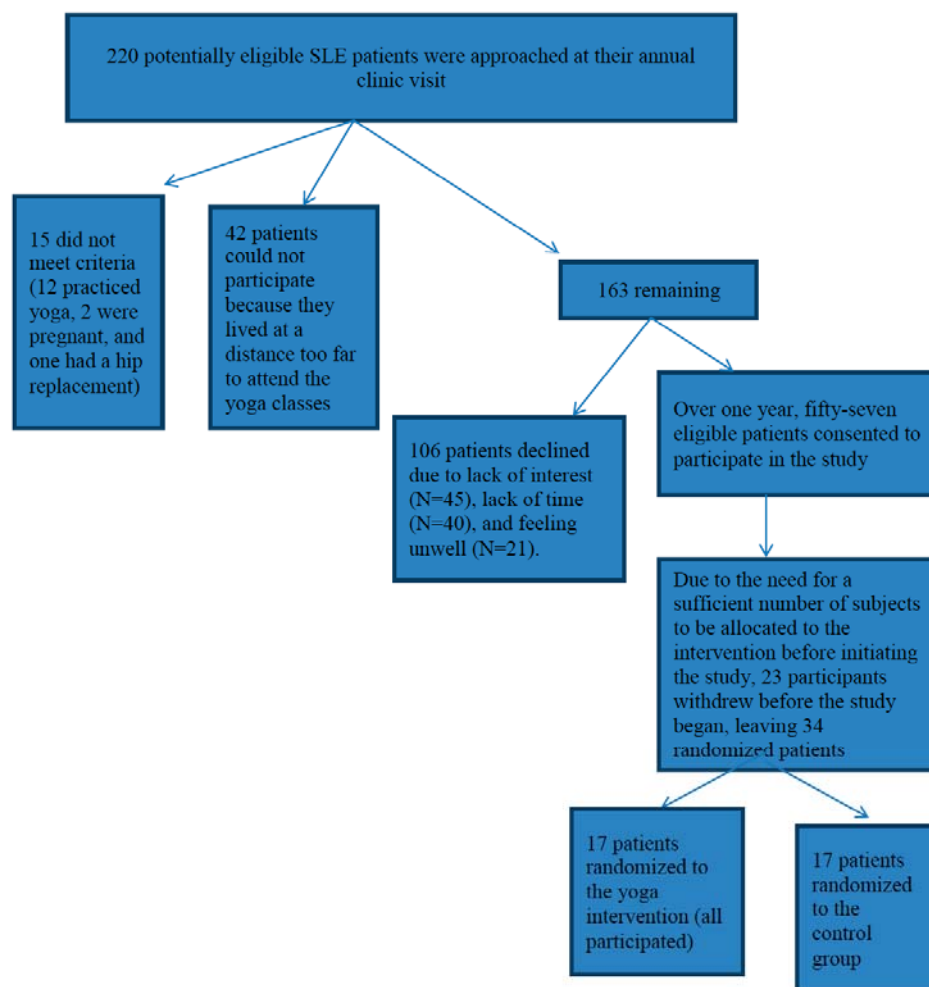 220 potentially eligible SLE patients were approached at their annual
clinic visit
15 did not
meet criteria
(12 practiced
yoga, 2 were
pregnant, and
one had a hip
replacement)
42 patients
could not
participate
because they
lived at a
distance too far
to attend the
yoga classes
163 remaining
106 patients declined
due to lack of interest
(N=45), lack of time
(N=40), and feeling
unwell (N=21).
Over one year, fifty-seven
eligible patients consented to
participate in the study
Due to the need for a
sufficient number of subjects
to be allocated to the
intervention before initiating
the study, 23 participants
withdrew before the study
began, leaving 34
randomized patients
17 patients
randomized to
the yoga
intervention (all
participated)
17 patients
randomized
to the
control
group